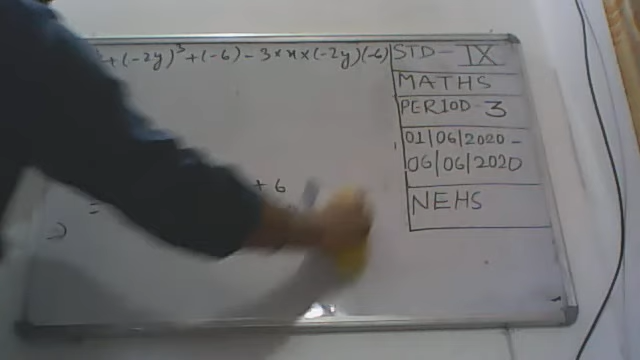 +(-2y)³+(-6)-3×x×(-2y)(-6)
+ 6
=
STD- IX
MATHS
PERIOD- 3
01/06/2020-
06/06/2020
NEHS